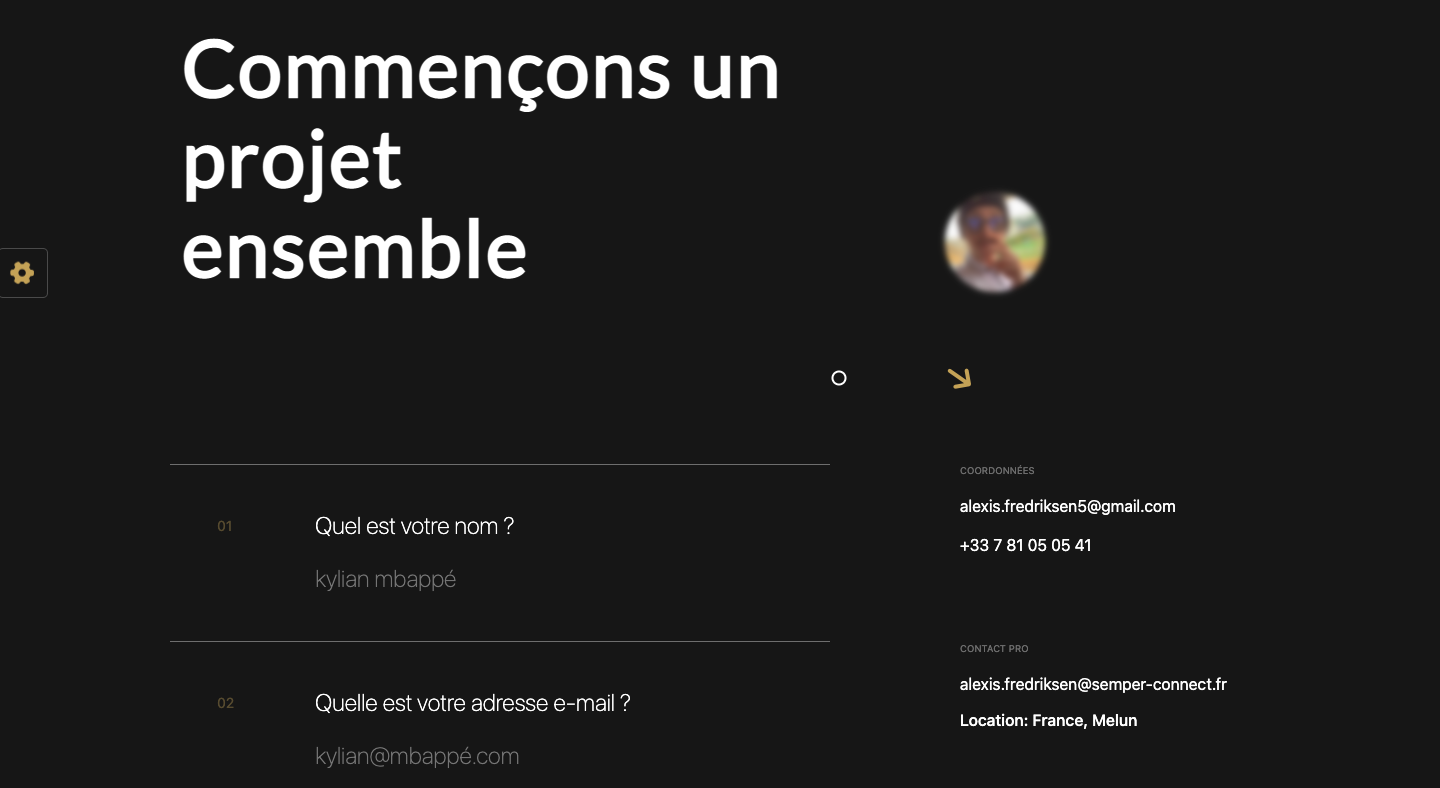 Commençons un
projet
ensemble
01
Quel est votre nom ?
kylian mbappé
02
Quelle est votre adresse e-mail ?
kylian@mbappé.com
COORDONNÉES
alexis.fredriksen5@gmail.com
+33 7 81 05 05 41
CONTACT PRO
alexis.fredriksen@semper-connect.fr
Location: France, Melun